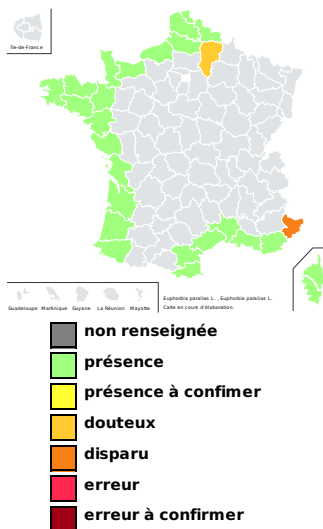 Île-de-France
Guadeloupe Martinique Guyane La Réunion Mayotte
Euphorbia paralias L. , Euphorbia paralias L.
Carte en cours d'élaboration.
non renseignée
présence
présence à confimer
douteux
disparu
erreur
erreur à confirmer